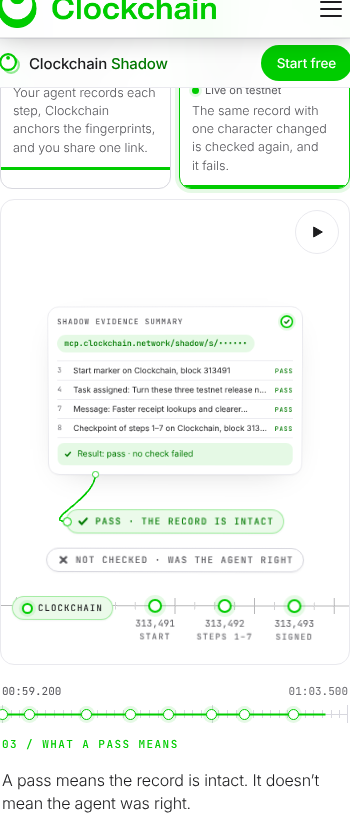 Clockchain
Clockchain Shadow
Start free
Your agent records each
step, Clockchain
anchors the fingerprints,
and you share one link.
Live on testnet
The same record with
one character changed
is checked again, and
it fails.
SHADOW EVIDENCE SUMMARY
mcp.clockchain.network/shadow/s/••••••
3 Start marker on Clockchain, block 313491 PASS
4 Task assigned: Turn these three testnet release n... PASS
7 Message: Faster receipt lookups and clearer... PASS
8 Checkpoint of steps 1–7 on Clockchain, block 313... PASS
Result: pass · no check failed
PASS · THE RECORD IS INTACT
NOT CHECKED · WAS THE AGENT RIGHT
CLOCKCHAIN
313,491 313,492 313,493
START STEPS 1–7 SIGNED
00:59.200 01:03.500
03 / WHAT A PASS MEANS
A pass means the record is intact. It doesn’t
mean the agent was right.